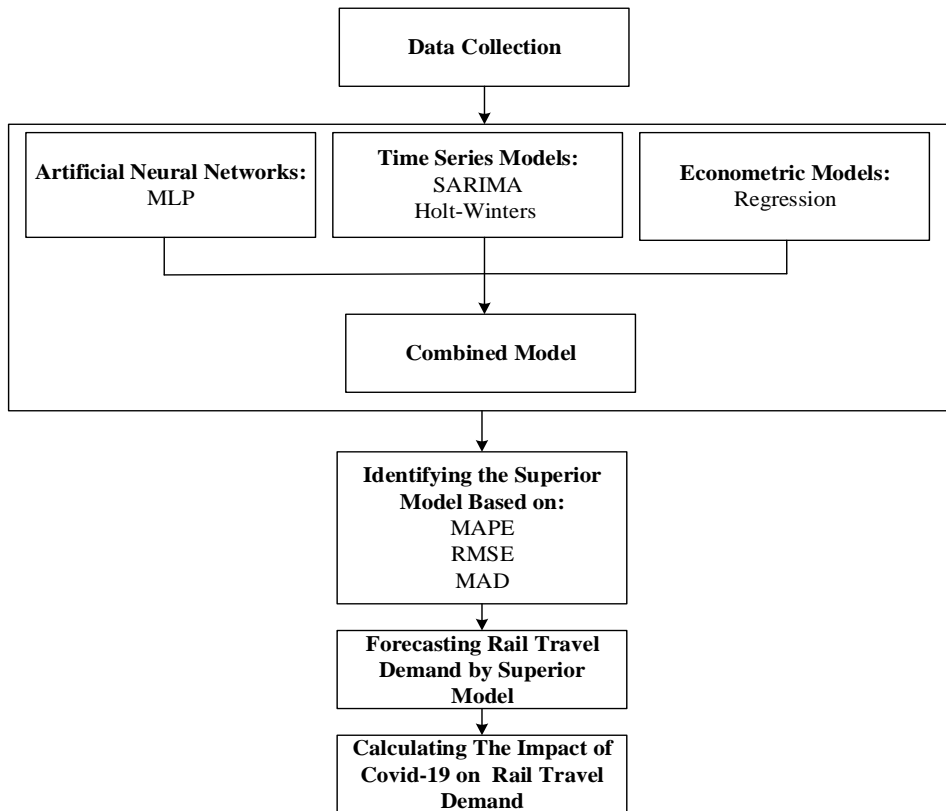 Data Collection
Artificial Neural Networks:
MLP
Time Series Models:
SARIMA
Holt-Winters
Econometric Models:
Regression
Combined Model
Identifying the Superior
Model Based on:
MAPE
RMSE
MAD
Forecasting Rail Travel
Demand by Superior
Model
Calculating The Impact of
Covid-19 on Rail Travel
Demand